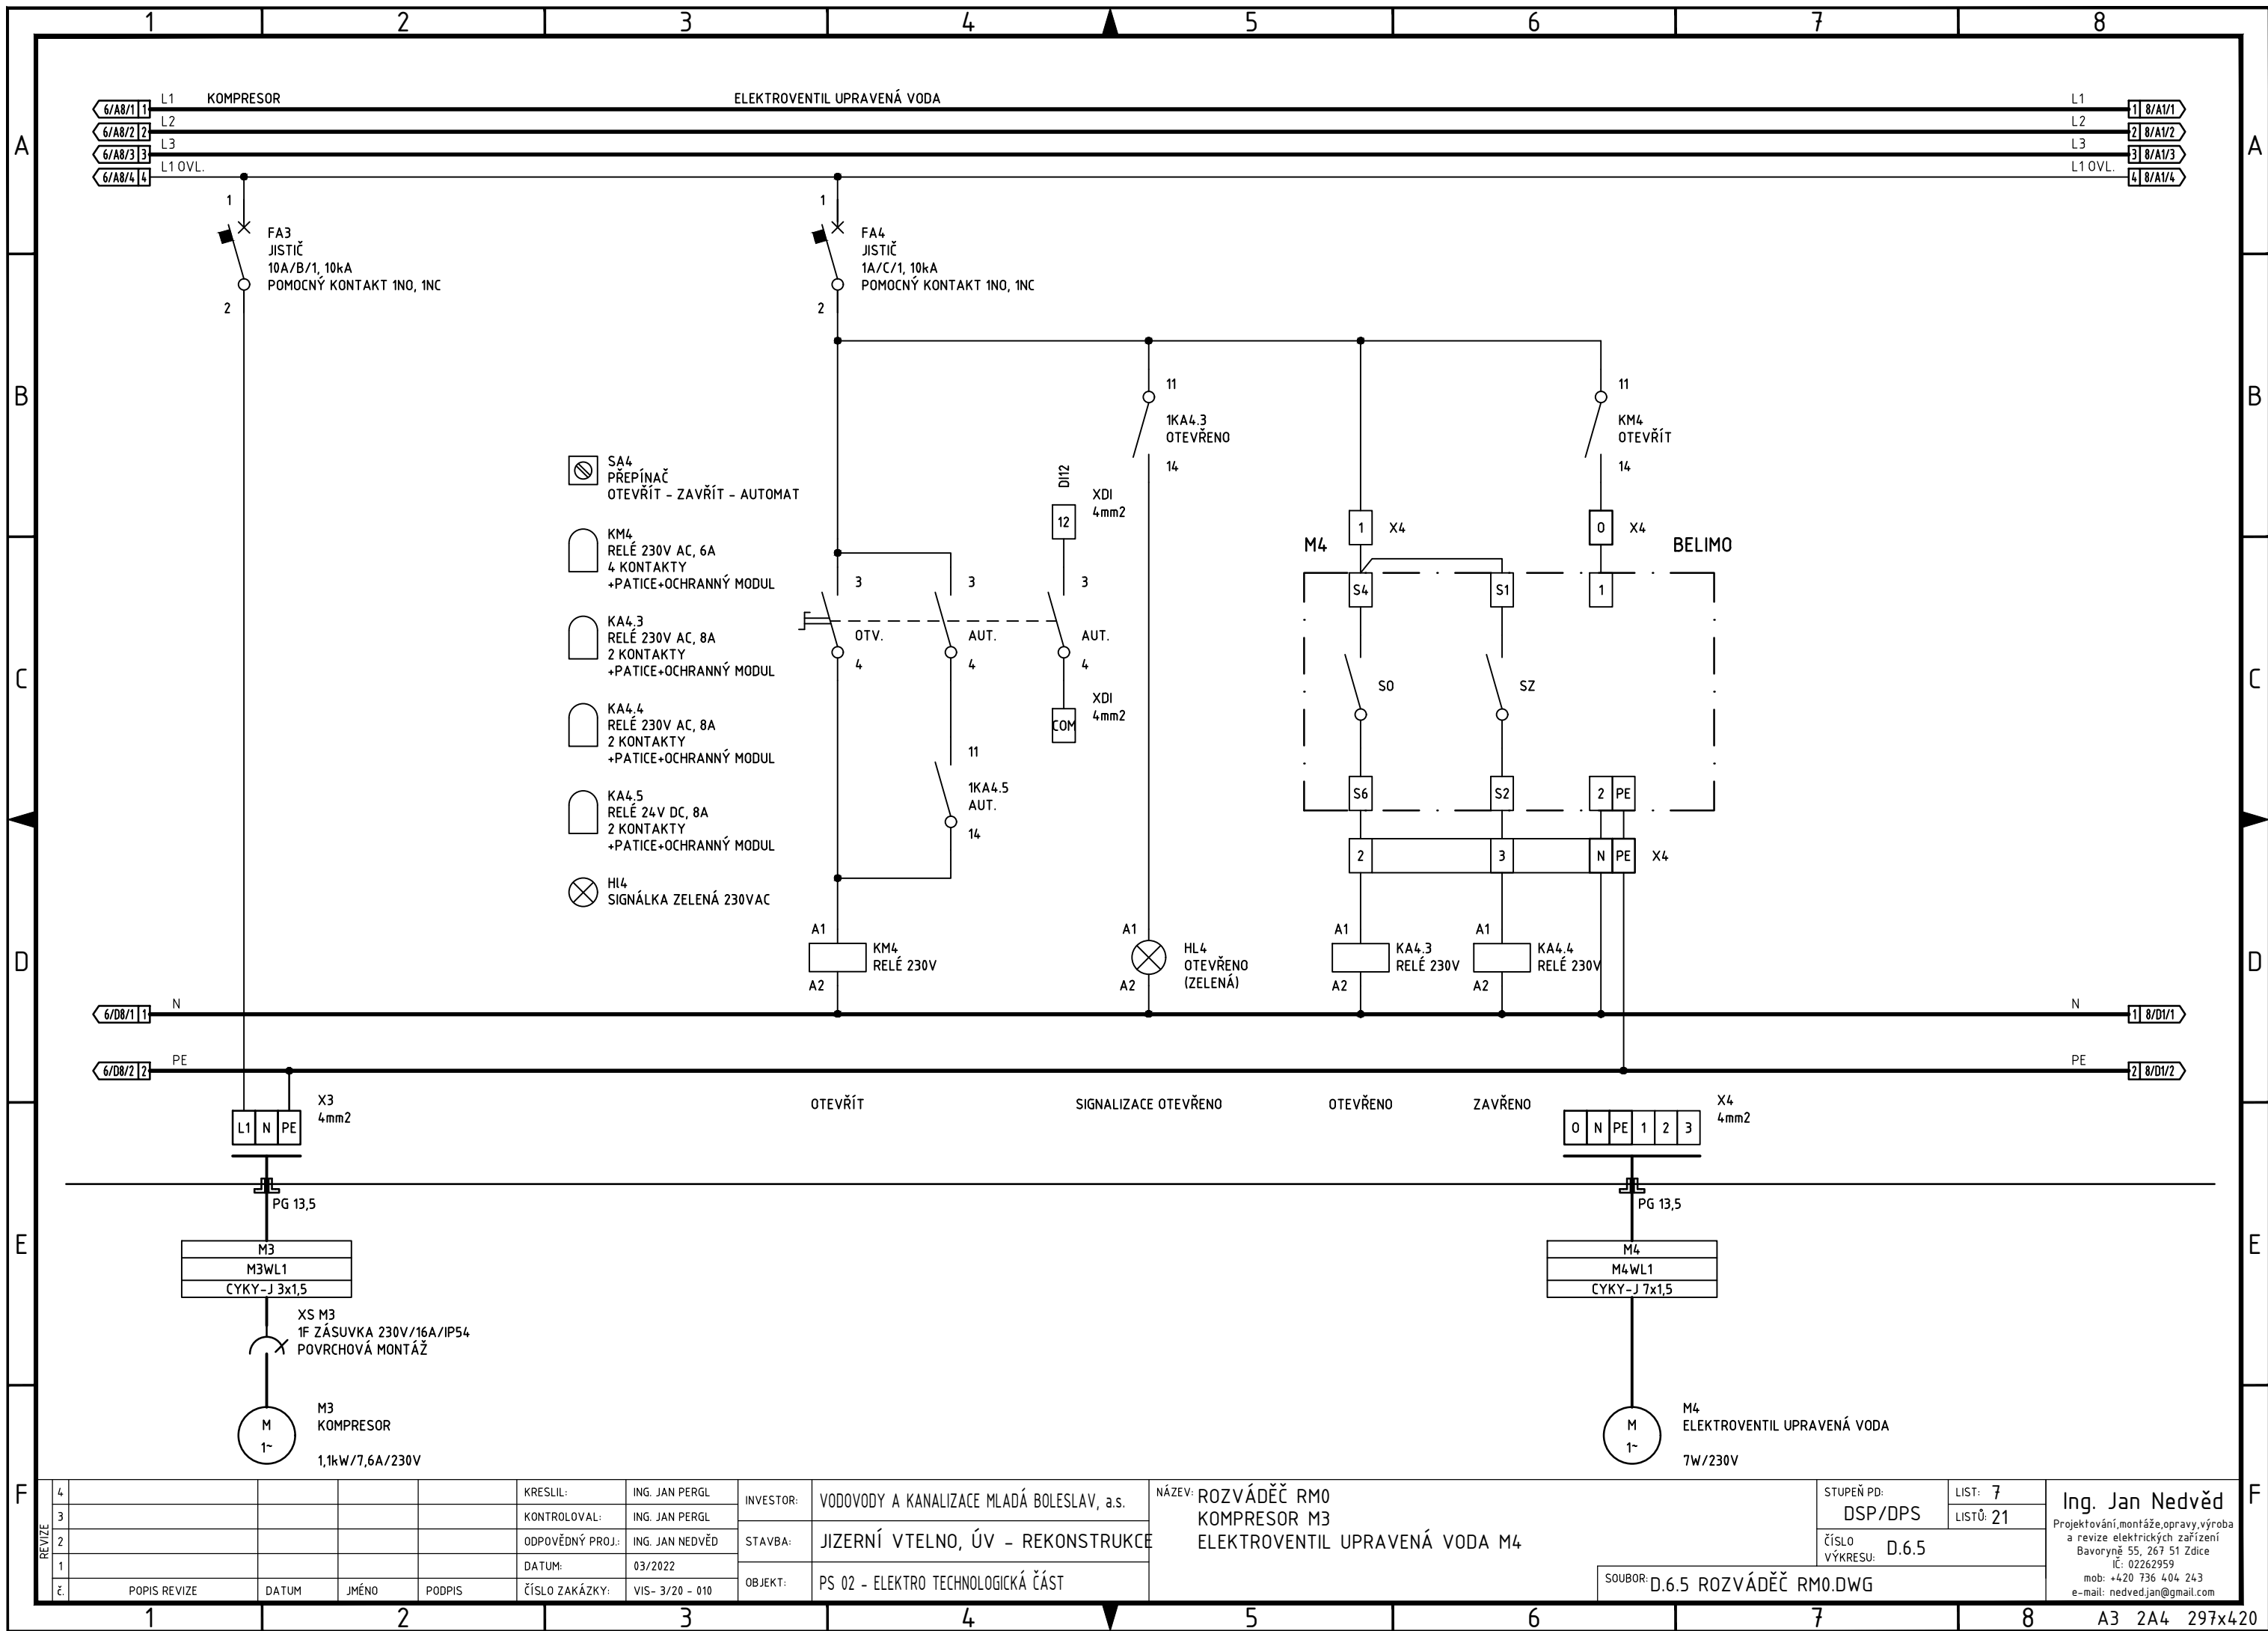 1 2 3 4 5 6 7 8
A A
B B
C C
D D
E E
F F
6/A8/1 1 L1 KOMPRESOR ELEKTROVENTIL UPRAVENÁ VODA L1 1 8/A1/1
6/A8/2 2 L2 L2 2 8/A1/2
6/A8/3 3 L3 L3 3 8/A1/3
6/A8/4 4 L1 OVL. L1 OVL. 4 8/A1/4
1
FA3
JISTIČ
10A/B/1, 10kA
POMOCNÝ KONTAKT 1NO, 1NC
2
1
FA4
JISTIČ
1A/C/1, 10kA
POMOCNÝ KONTAKT 1NO, 1NC
2
11
1KA4.3
OTEVŘENO
14
11
KM4
OTEVŘÍT
14
SA4
PŘEPÍNAČ
OTEVŘÍT - ZAVŘÍT - AUTOMAT
KM4
RELÉ 230V AC, 6A
4 KONTAKTY
+PATICE+OCHRANNÝ MODUL
KA4.3
RELÉ 230V AC, 8A
2 KONTAKTY
+PATICE+OCHRANNÝ MODUL
KA4.4
RELÉ 230V AC, 8A
2 KONTAKTY
+PATICE+OCHRANNÝ MODUL
KA4.5
RELÉ 24V DC, 8A
2 KONTAKTY
+PATICE+OCHRANNÝ MODUL
Hl4
SIGNÁLKA ZELENÁ 230VAC
DI12
12
XDI
4mm2
3 3 3
OTV. AUT. AUT.
4 4 4
XDI
4mm2
COM
11
1KA4.5
AUT.
14
1 X4 0 X4
M4 BELIMO
S4 S1 1
SO SZ
S6 S2 2 PE
2 3 N PE X4
A1
KM4
RELÉ 230V
A2
A1
HL4
OTEVŘENO
(ZELENÁ)
A2
A1
KA4.3
RELÉ 230V
A2
A1
KA4.4
RELÉ 230V
A2
6/D8/1 1 N N 1 8/D1/1
6/D8/2 2 PE PE 2 8/D1/2
OTEVŘÍT SIGNALIZACE OTEVŘENO OTEVŘENO ZAVŘENO
X3
4mm2
L1 N PE
X4
4mm2
0 N PE 1 2 3
PG 13,5
PG 13,5
M3
M3WL1
CYKY-J 3x1,5
M4
M4WL1
CYKY-J 7x1,5
XS M3
1F ZÁSUVKA 230V/16A/IP54
POVRCHOVÁ MONTÁŽ
M
1~
M3
KOMPRESOR
1,1kW/7,6A/230V
M
1~
M4
ELEKTROVENTIL UPRAVENÁ VODA
7W/230V
REVIZE
4
3
2
1
č. POPIS REVIZE DATUM JMÉNO PODPIS
KRESLIL: ING. JAN PERGL
KONTROLOVAL: ING. JAN PERGL
ODPOVĚDNÝ PROJ.: ING. JAN NEDVĚD
DATUM: 03/2022
ČÍSLO ZAKÁZKY: VIS- 3/20 - 010
INVESTOR: VODOVODY A KANALIZACE MLADÁ BOLESLAV, a.s.
STAVBA: JIZERNÍ VTELNO, ÚV - REKONSTRUKCE
OBJEKT: PS 02 - ELEKTRO TECHNOLOGICKÁ ČÁST
NÁZEV: ROZVÁDĚČ RM0
KOMPRESOR M3
ELEKTROVENTIL UPRAVENÁ VODA M4
SOUBOR: D.6.5 ROZVÁDĚČ RM0.DWG
STUPEŇ PD:
DSP/DPS
LIST: 7
LISTŮ: 21
ČÍSLO
VÝKRESU: D.6.5
Ing. Jan Nedvěd
Projektování,montáže,opravy,výroba
a revize elektrických zařízení
Bavoryně 55, 267 51 Zdice
IČ: 02262959
mob: +420 736 404 243
e-mail: nedved.jan@gmail.com
1 2 3 4 5 6 7 8 A3 2A4 297x420